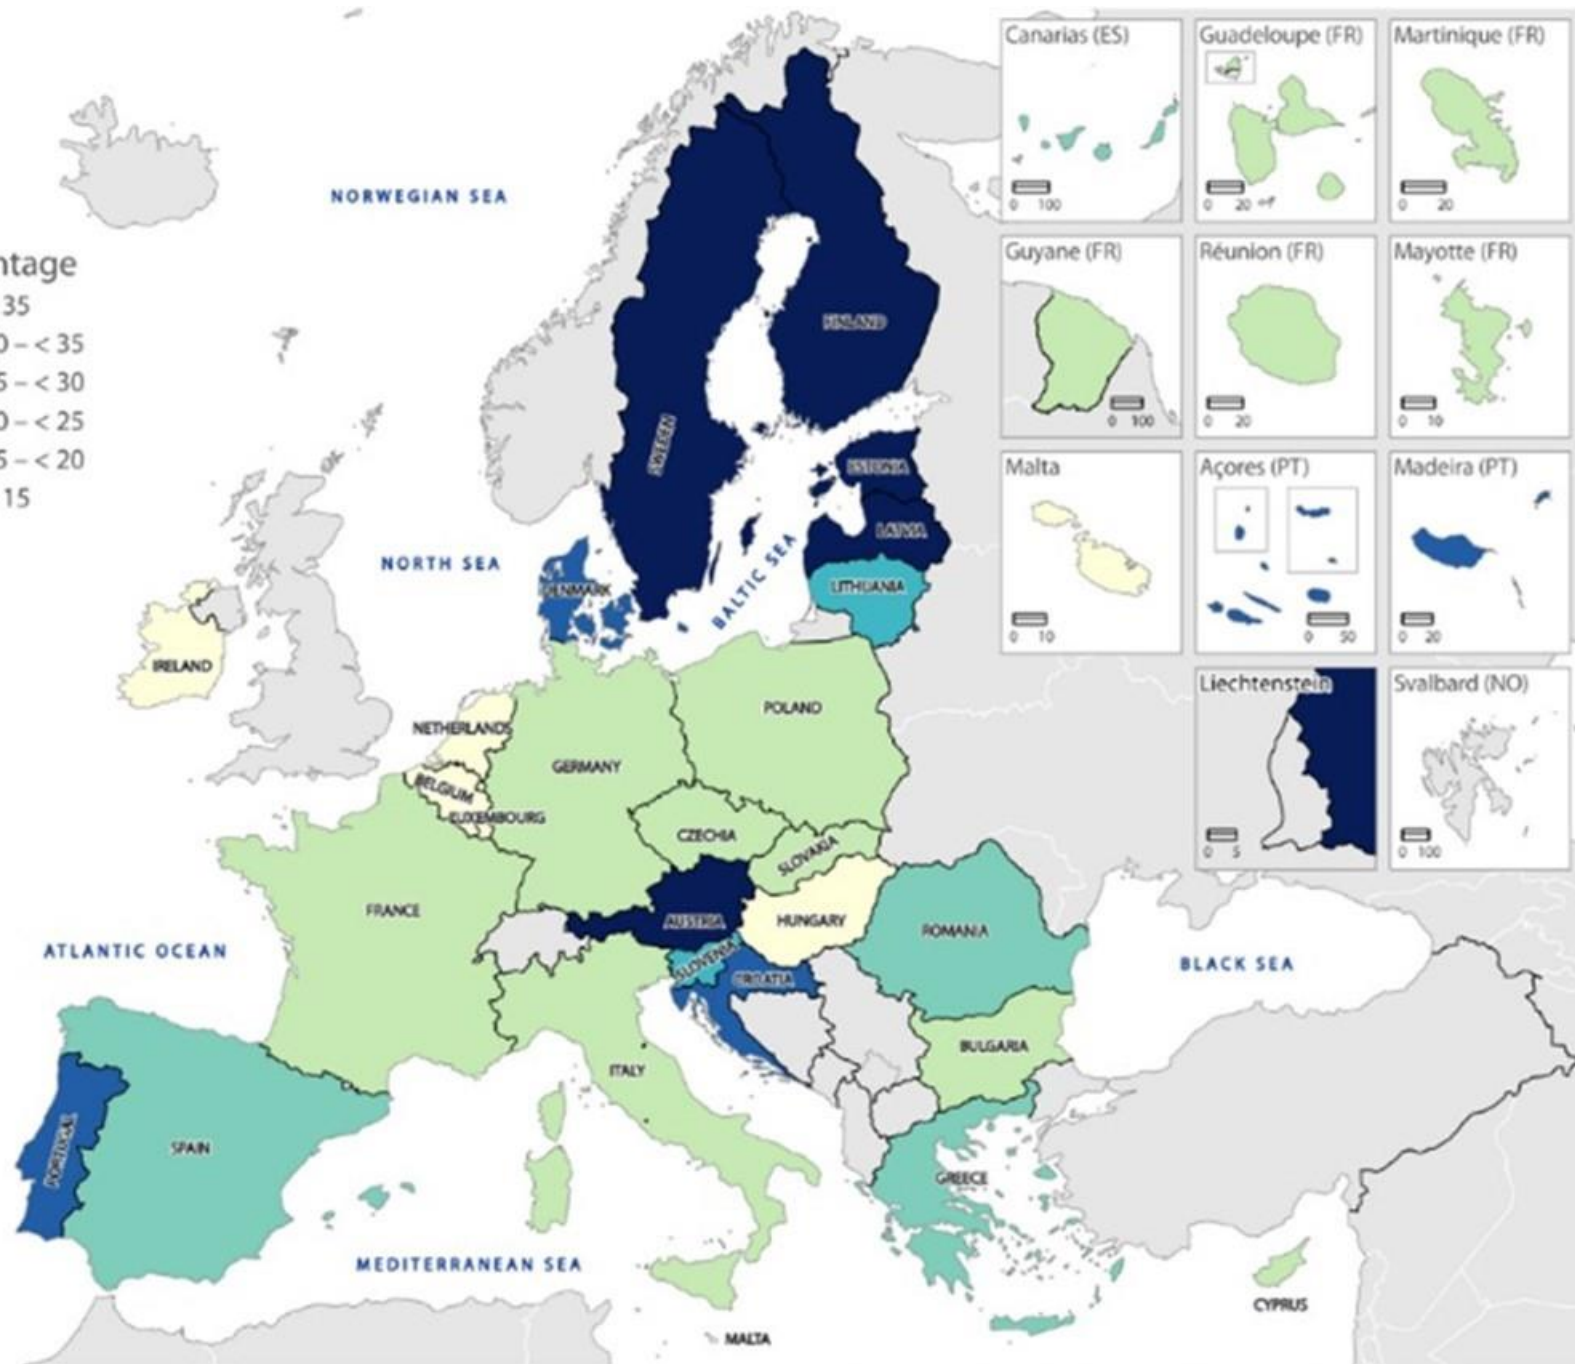 Canarias (ES)
0 100
Guadeloupe (FR)
0 20
Martinique (FR)
0 20
NORWEGIAN SEA
ntage
35
0 – < 35
5 – < 30
0 – < 25
5 – < 20
15
Guyane (FR)
0 100
Réunion (FR)
0 20
Mayotte (FR)
0 10
FINLAND
SWEDEN
ESTONIA
LATVIA
LITHUANIA
NORTH SEA
BALTIC SEA
DENMARK
Malta
0 10
Açores (PT)
0 50
Madeira (PT)
0 20
IRELAND
NETHERLANDS
BELGIUM
LUXEMBOURG
GERMANY
POLAND
CZECHIA
SLOVAKIA
Liechtenstein
0 5
Svalbard (NO)
0 100
FRANCE
AUSTRIA
HUNGARY
SLOVENIA
CROATIA
ROMANIA
ATLANTIC OCEAN
BLACK SEA
BULGARIA
ITALY
PORTUGAL
SPAIN
GREECE
MEDITERRANEAN SEA
CYPRUS
MALTA